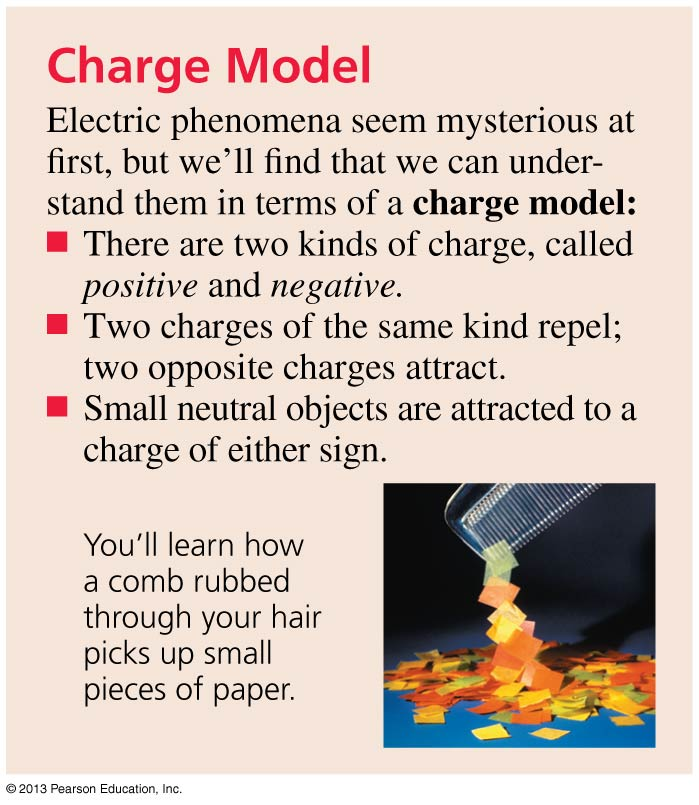 Charge Model
Electric phenomena seem mysterious at
first, but we’ll find that we can under-
stand them in terms of a charge model:
■ There are two kinds of charge, called
positive and negative.
■ Two charges of the same kind repel;
two opposite charges attract.
■ Small neutral objects are attracted to a
charge of either sign.
You’ll learn how
a comb rubbed
through your hair
picks up small
pieces of paper.
© 2013 Pearson Education, Inc.